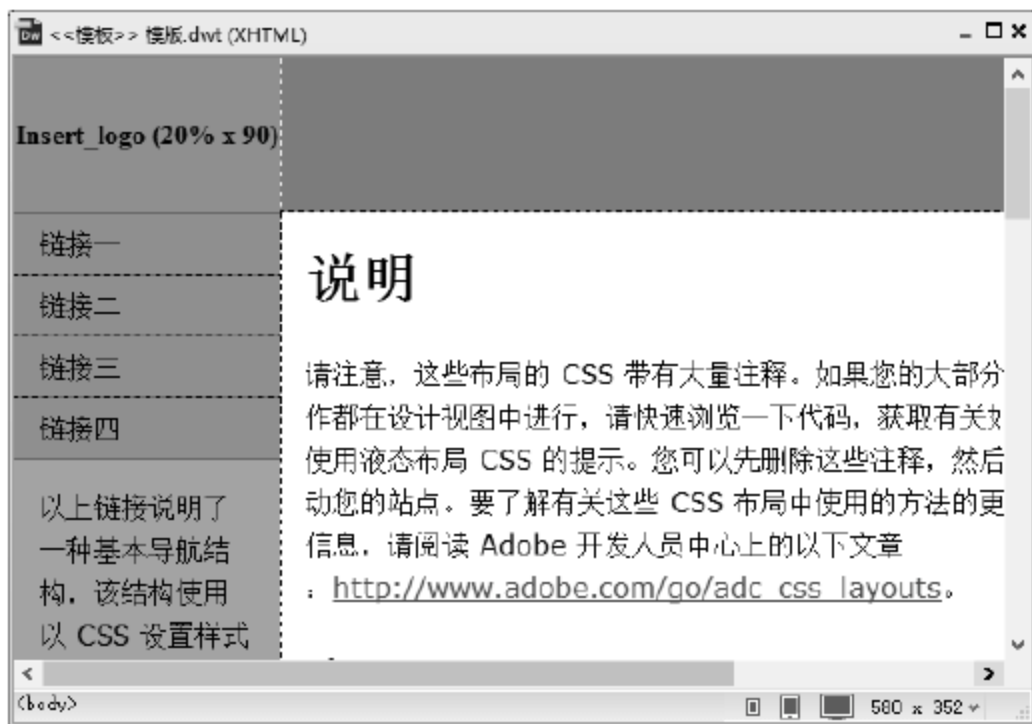 <<模板>> 模版.dwt (XHTML)
Insert_logo (20% x 90)
链接一
链接二
链接三
链接四
以上链接说明了
一种基本导航结
构，该结构使用
以 CSS 设置样式
说明
请注意，这些布局的 CSS 带有大量注释。如果您的大部分
作都在设计视图中进行，请快速浏览一下代码，获取有关
使用液态布局 CSS 的提示。您可以先删除这些注释，然后
动您的站点。要了解有关这些 CSS 布局中使用的方法的更
信息，请阅读 Adobe 开发人员中心上的以下文章
：http://www.adobe.com/go/adc_css_layouts。
<body>
580 x 352